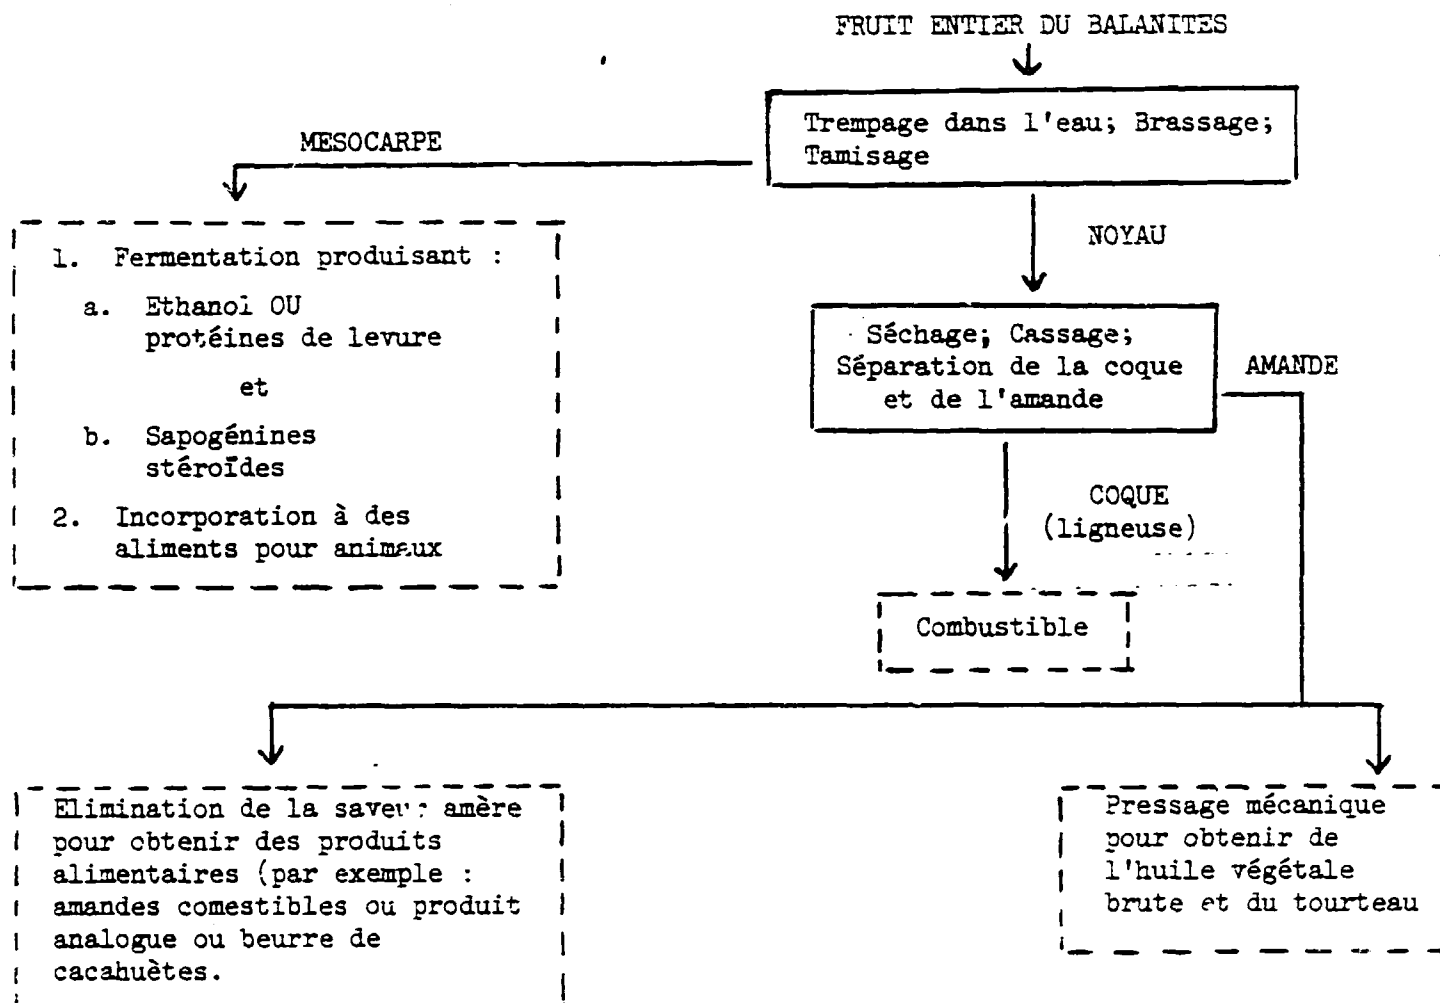 FRUIT ENTIER DU BALANITES
Trempage dans l'eau; Brassage;
Tamisage
MESOCARPE
NOYAU
1. Fermentation produisant :
a. Ethanol OU
protéines de levure
et
b. Sapogénines
stéroïdes
2. Incorporation à des
aliments pour animaux
Séchage; Cassage;
Séparation de la coque
et de l'amande
AMANDE
COQUE
(ligneuse)
Combustible
Elimination de la saveur amère
pour obtenir des produits
alimentaires (par exemple :
amandes comestibles ou produit
analogue ou beurre de
cacahuètes.
Pressage mécanique
pour obtenir de
l'huile végétale
brute et du tourteau